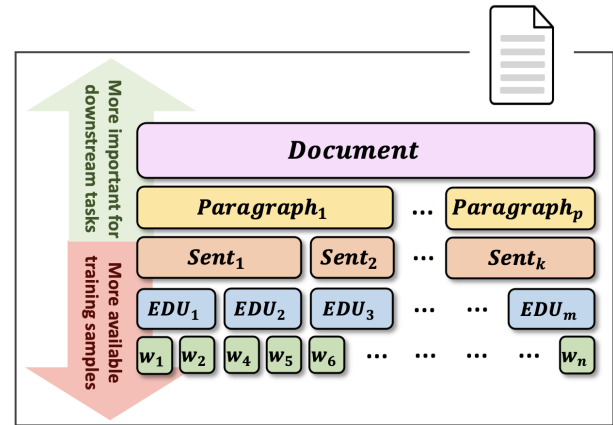 More important for
downstream tasks
More available
training samples
Document
Paragraph₁ ... Paragraphₚ
Sent₁ Sent₂ ... Sentₖ
EDU₁ EDU₂ EDU₃ ... ... EDUₘ
w₁ w₂ w₄ w₅ w₆ ... ... ... ... wₙ